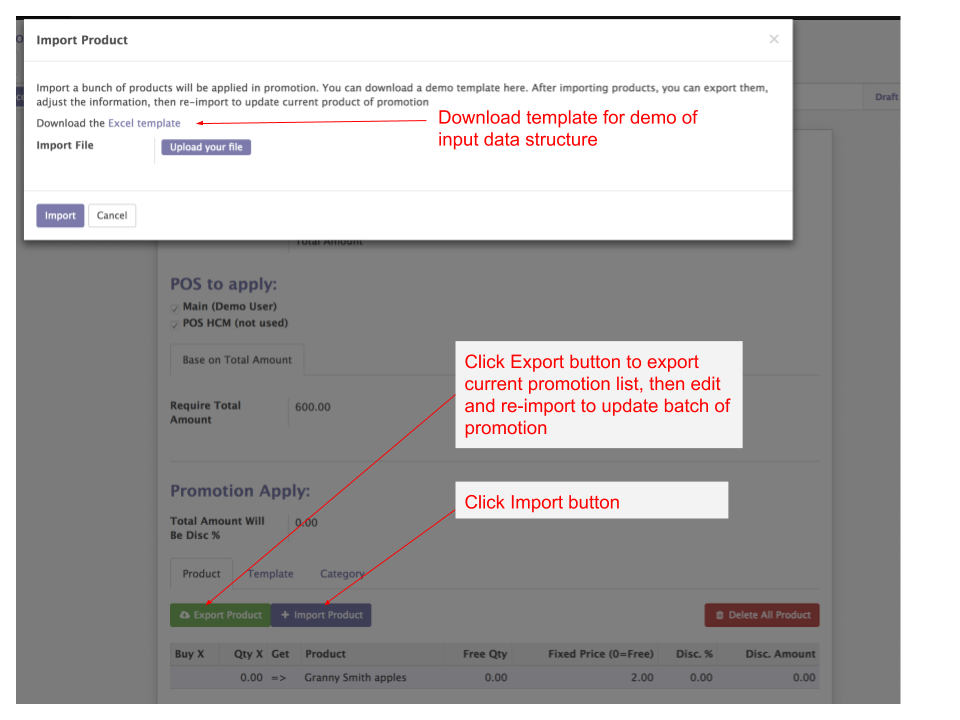 Import Product
×
Import a bunch of products will be applied in promotion. You can download a demo template here. After importing products, you can export them,
adjust the information, then re-import to update current product of promotion
Download the Excel template
Download template for demo of
input data structure
Import File
Upload your file
Import
Cancel
Draft
Total Amount
POS to apply:
Main (Demo User)
POS HCM (not used)
Base on Total Amount
Click Export button to export
current promotion list, then edit
and re-import to update batch of
promotion
Require Total
Amount
600.00
Promotion Apply:
Click Import button
Total Amount Will
Be Disc %
0.00
Product Template Category
Export Product + Import Product Delete All Product
Buy X Qty X Get Product Free Qty Fixed Price (0=Free) Disc. % Disc. Amount
0.00 => Granny Smith apples 0.00 2.00 0.00 0.00